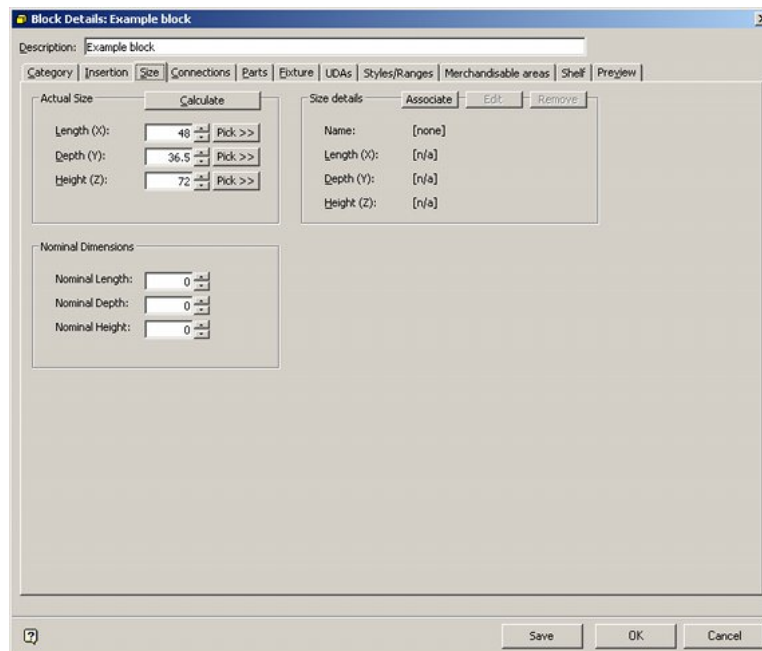 Block Details: Example block
Description: Example block
Category Insertion Size Connections Parts Fixture UDAs Styles/Ranges Merchandisable areas Shelf Preview
Actual Size Calculate
Length (X): 48 Pick >>
Depth (Y): 36.5 Pick >>
Height (Z): 72 Pick >>
Size details Associate Edit Remove
Name: [none]
Length (X): [n/a]
Depth (Y): [n/a]
Height (Z): [n/a]
Nominal Dimensions
Nominal Length: 0
Nominal Depth: 0
Nominal Height: 0
? Save OK Cancel